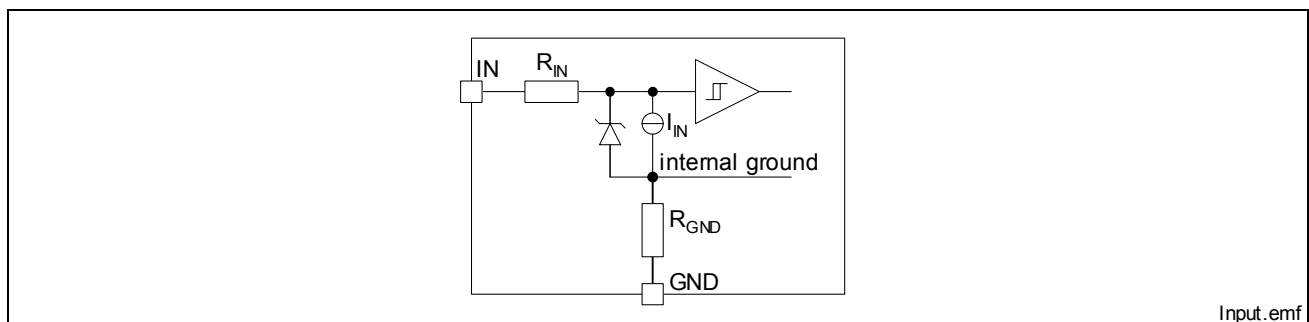 IN
R_IN
I_IN
internal ground
R_GND
GND
Input.emf